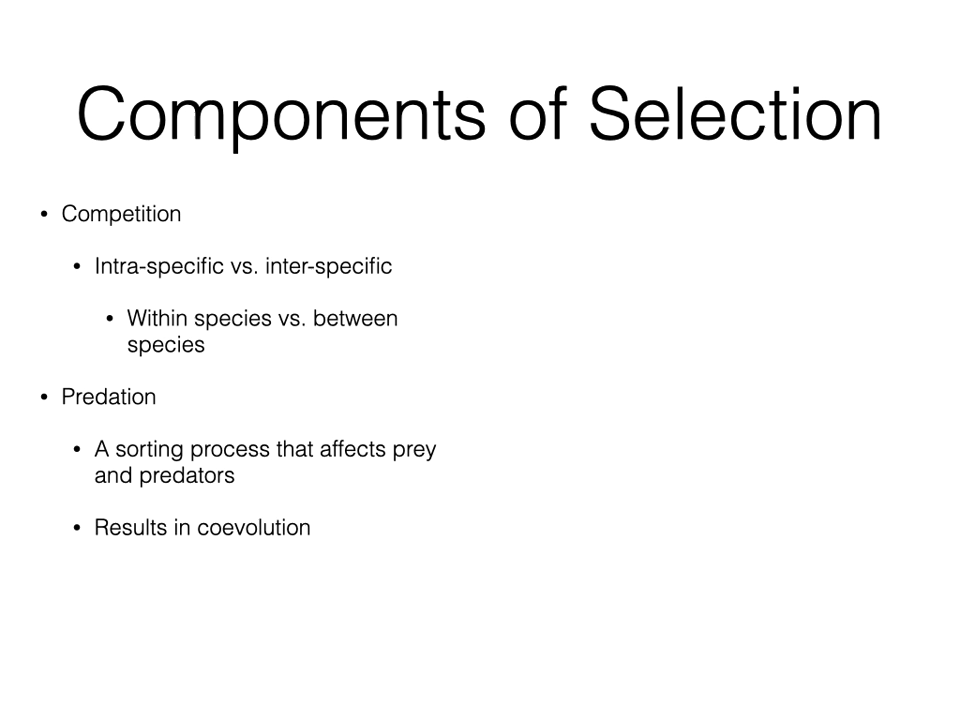 Components of Selection
• Competition
• Intra-specific vs. inter-specific
• Within species vs. between
species
• Predation
• A sorting process that affects prey
and predators
• Results in coevolution